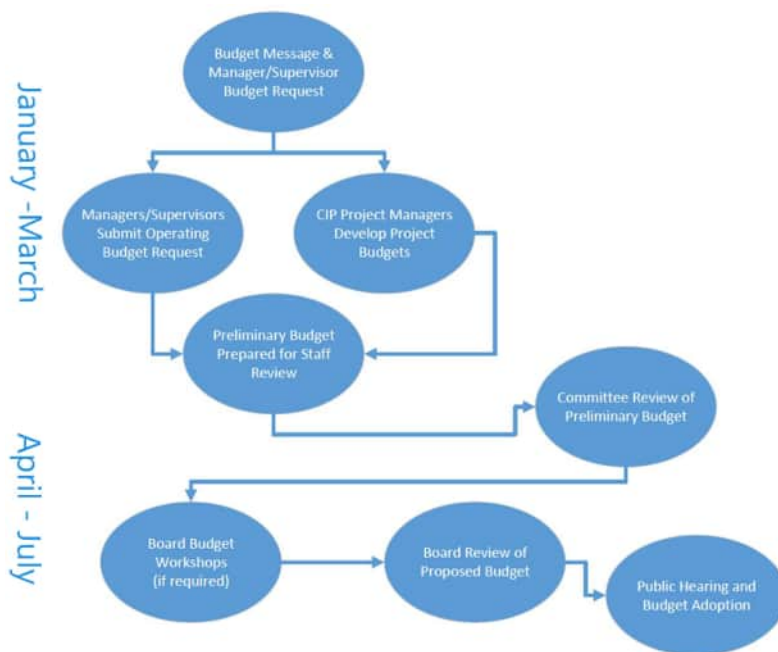 January -March
Budget Message &
Manager/Supervisor
Budget Request
Managers/Supervisors
Submit Operating
Budget Request
CIP Project Managers
Develop Project
Budgets
Preliminary Budget
Prepared for Staff
Review
Committee Review of
Preliminary Budget
April - July
Board Budget
Workshops
(if required)
Board Review of
Proposed Budget
Public Hearing and
Budget Adoption